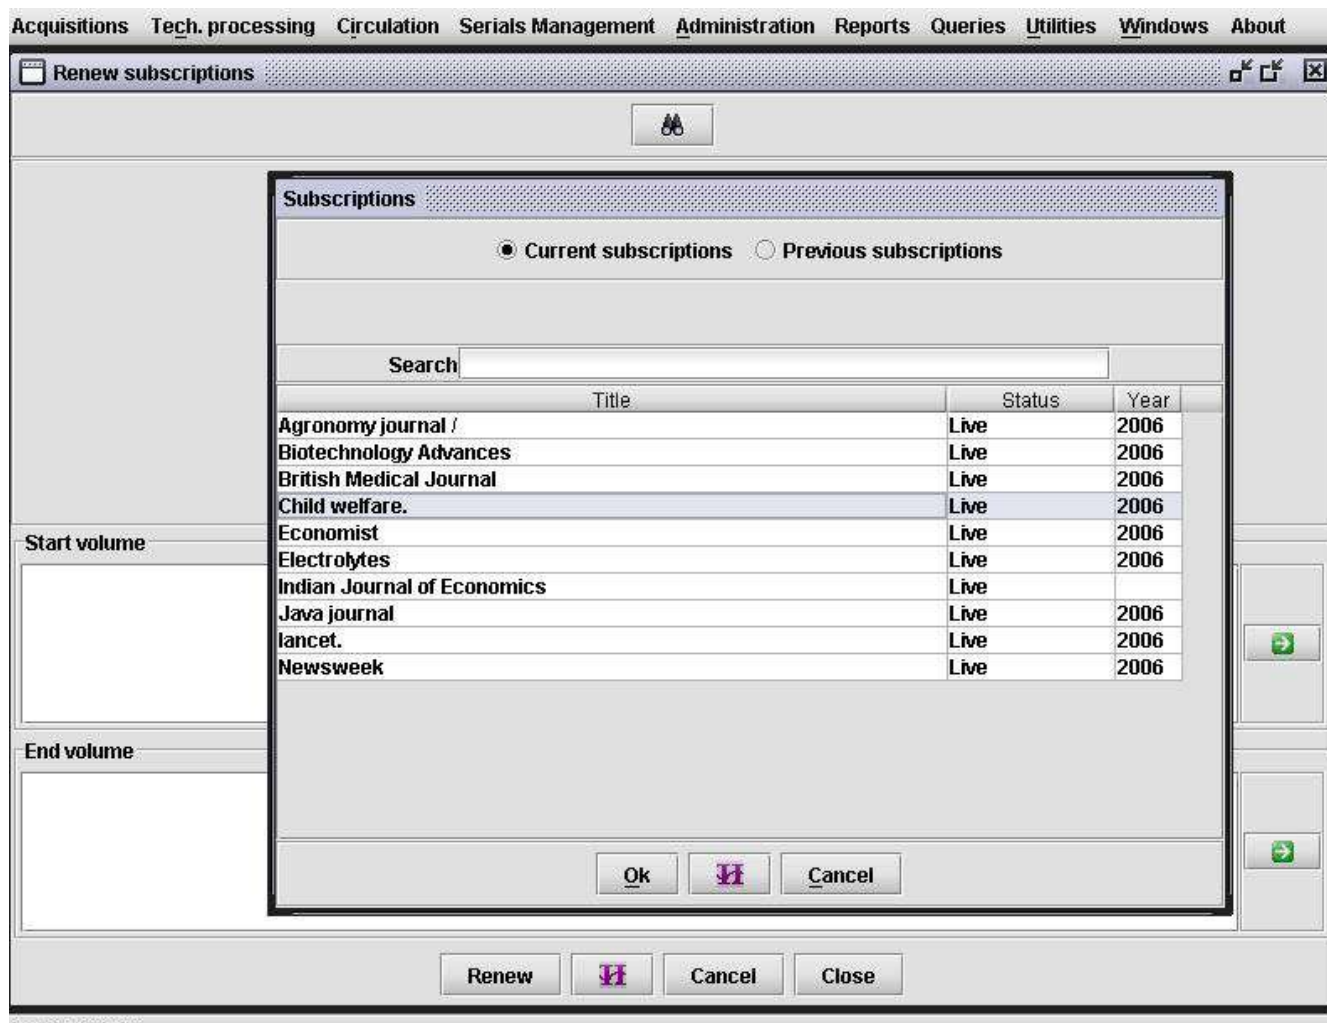 Acquisitions Tech. processing Circulation Serials Management Administration Reports Queries Utilities Windows About
Renew subscriptions
Subscriptions
Current subscriptions Previous subscriptions
Search
Title Status Year
Agronomy journal / Live 2006
Biotechnology Advances Live 2006
British Medical Journal Live 2006
Child welfare. Live 2006
Economist Live 2006
Electrolytes Live 2006
Indian Journal of Economics Live
Java journal Live 2006
lancet. Live 2006
Newsweek Live 2006
Start volume
End volume
Ok Cancel
Renew Cancel Close